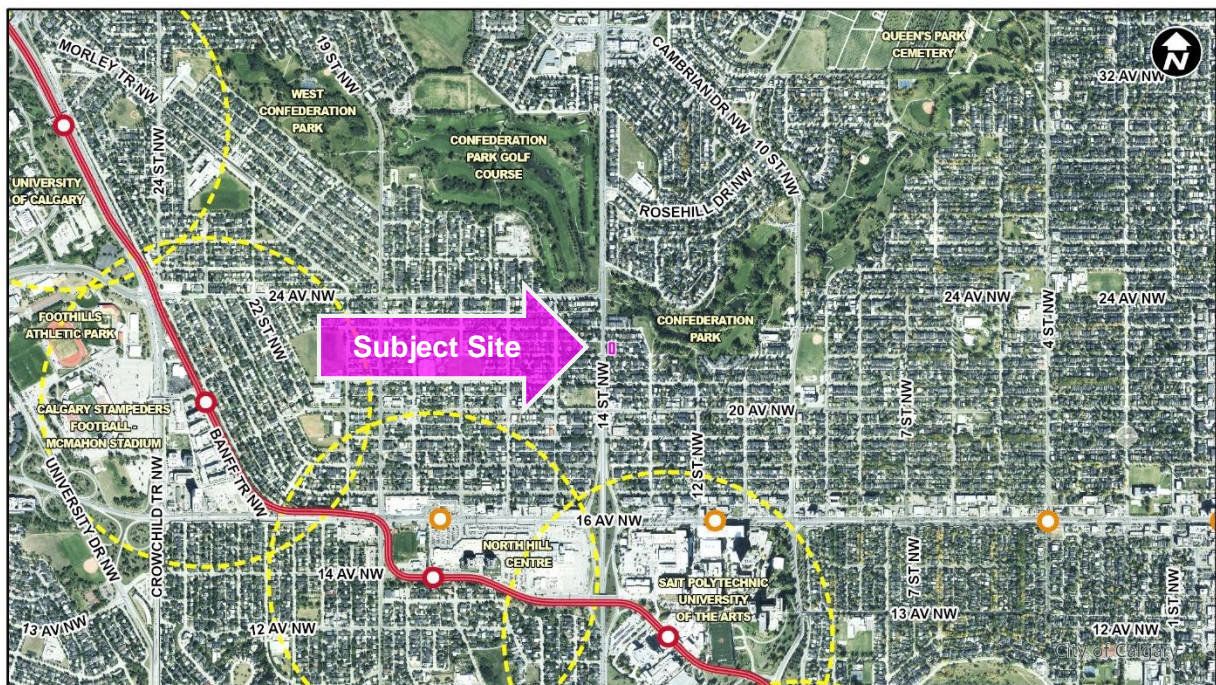 MORLEY TR NW
19 ST NW
WEST
CONFEDERATION
PARK
CAMBRIAN DR NW
QUEEN'S PARK
CEMETERY
N
32 AV NW
24 ST NW
CONFEDERATION
PARK GOLF
COURSE
10 ST NW
UNIVERSITY
OF CALGARY
ROSEHILL DR NW
24 AV NW
22 ST NW
24 AV NW
4 ST NW
24 AV NW
FOOTHILLS
ATHLETIC PARK
Subject Site
CONFEDERATION
PARK
14 ST NW
20 AV NW
7 ST NW
CALGARY STAMPEDERS
FOOTBALL -
MCMAHON STADIUM
BANFF TR NW
12 ST NW
UNIVERSITY DR NW
CROWCHILD TR NW
16 AV NW
NORTH HILL
CENTRE
14 AV NW
SAIT POLYTECHNIC
UNIVERSITY
OF THE ARTS
7 ST NW
1 ST NW
13 AV NW
12 AV NW
13 AV NW
12 AV NW
City of Calgary